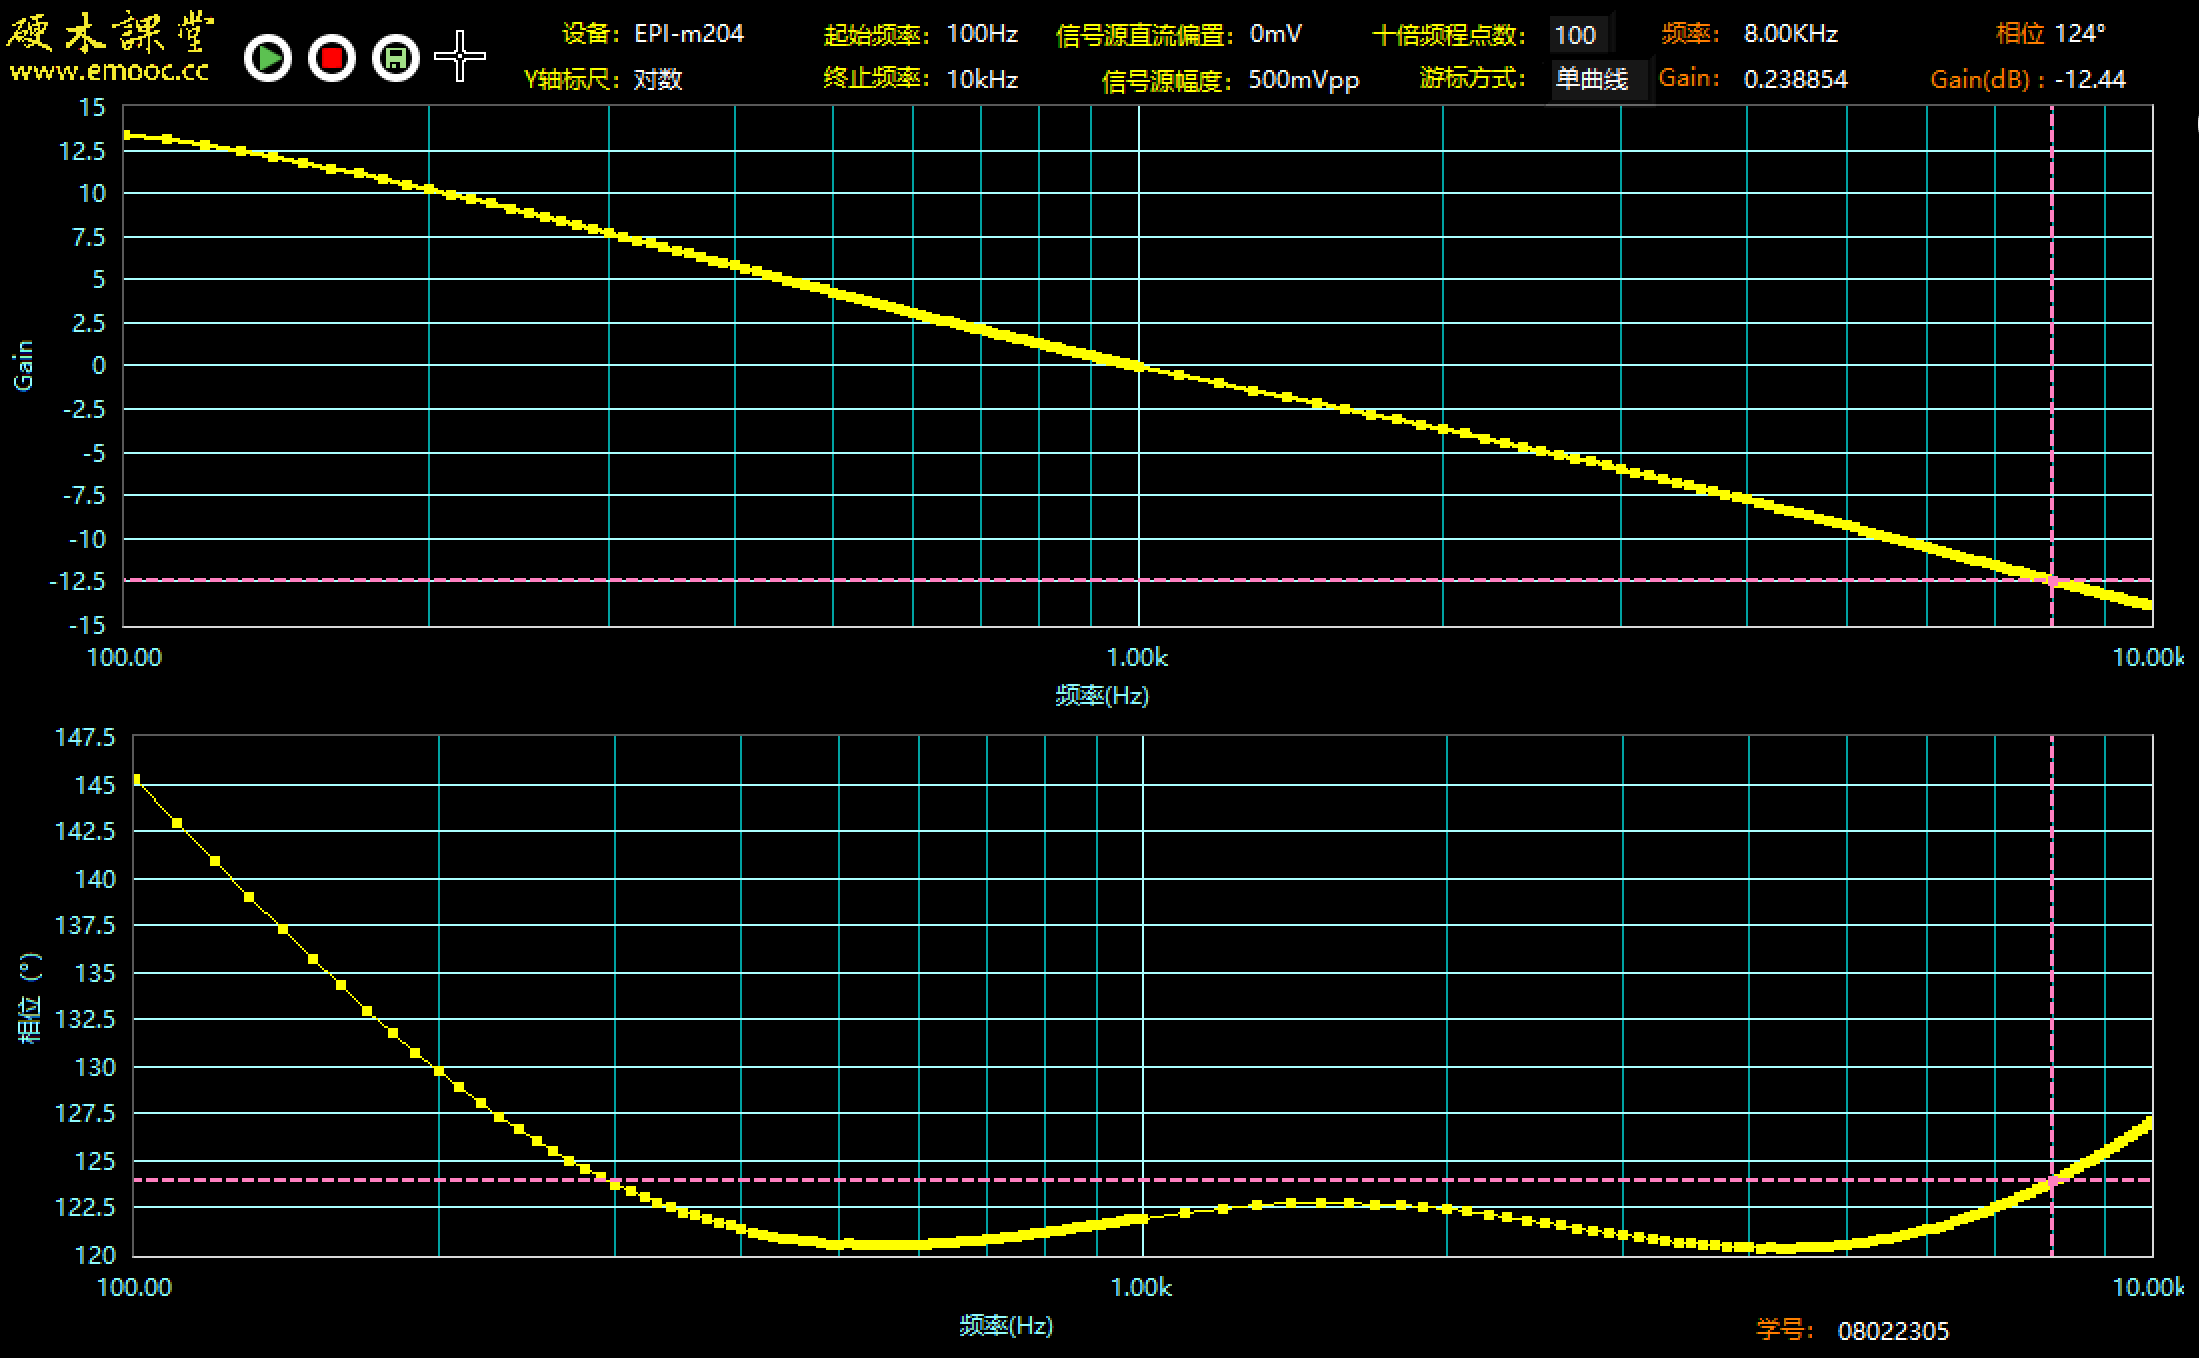 硬木課堂
www.emooc.cc
设备: EPI-m204 起始频率: 100Hz 信号源直流偏置: 0mV 十倍频程点数: 100 频率: 8.00KHz 相位 124°
Y轴标尺: 对数 终止频率: 10kHz 信号源幅度: 500mVpp 游标方式: 单曲线 Gain: 0.238854 Gain(dB) : -12.44
15
12.5
10
7.5
5
2.5
0
-2.5
-5
-7.5
-10
-12.5
-15
Gain
100.00 1.00k 10.00k
频率(Hz)
147.5
145
142.5
140
137.5
135
132.5
130
127.5
125
122.5
120
相位 (°)
100.00 1.00k 10.00k
频率(Hz)
学号: 08022305